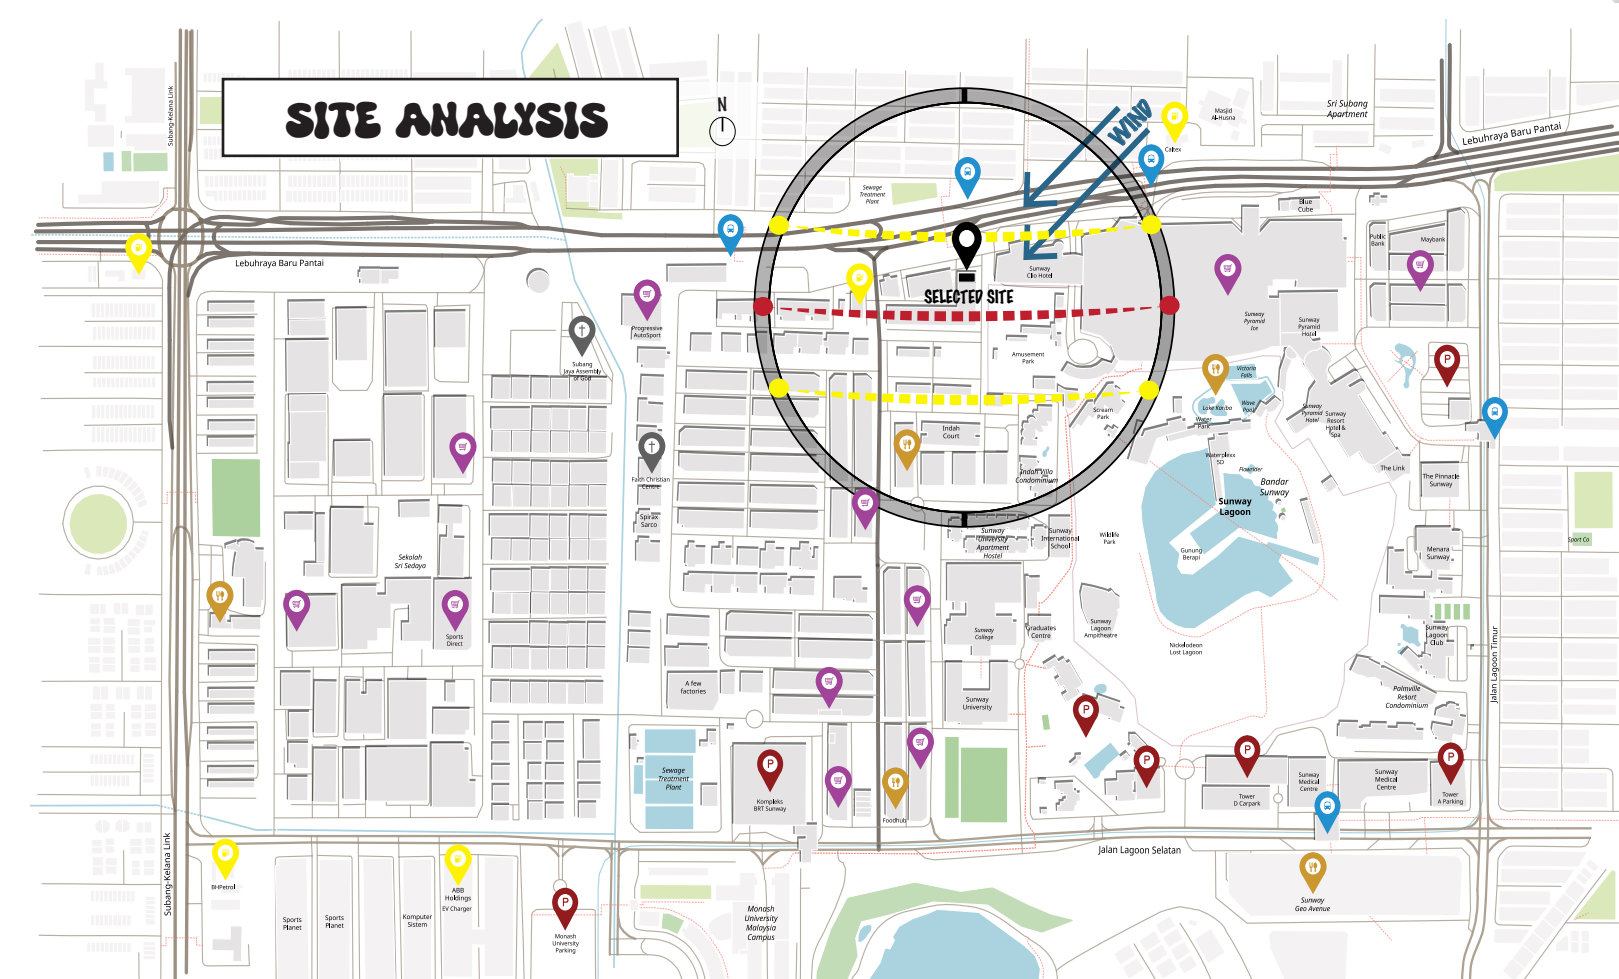 SITE ANALYSIS
N
WIND
Subang-Kelana Link
Masjid
Al-Husna
Sri Subang
Apartment
Lebuhraya Baru Pantai
Caltex
Sewage
Treatment
Plant
Blue
Cube
Public
Bank
Maybank
Lebuhraya Baru Pantai
Sunway
Clio Hotel
SELECTED SITE
Progressive
AutoSport
Sunway
Pyramid
Ice
Sunway
Pyramid
Hotel
Subang
Jaya Assembly
of God
Amusement
Park
P
Victoria
Falls
Lake Kariba
Wave
Pool
Water
Park
Scream
Park
Sunway
Pyramid
Hotel
Sunway
Resort
Hotel &
Spa
Indah
Court
Waterplexx
5D
Flowrider
The Link
Indah Villa
Condominium
Faith Christian
Centre
Bandar
Sunway
The Pinnacle
Sunway
Sunway
Lagoon
Spirax
Sarco
Sunway
University
Apartment
Hostel
Sunway
International
School
Wildlife
Park
Sport Co
Gunung
Berapi
Menara
Sunway
Sekolah
Sri Sedaya
Sports
Direct
Sunway
College
Graduates
Centre
Sunway
Lagoon
Ampitheatre
Sunway
Lagoon
Club
Nickelodeon
Lost Lagoon
Jalan Lagoon Timur
A few
factories
Sunway
University
Palmville
Resort
Condominium
P
P
P
P
P
Sewage
Treatment
Plant
Kompleks
BRT Sunway
Foodhub
Tower
D Carpark
Sunway
Medical
Centre
Sunway
Medical
Centre
Tower
A Parking
Subang-Kelana Link
Jalan Lagoon Selatan
BHPetrol
ABB
Holdings
EV Charger
P
Sports
Planet
Sports
Planet
Komputer
Sistem
Monash
University
Parking
Monash
University
Malaysia
Campus
Sunway
Geo Avenue